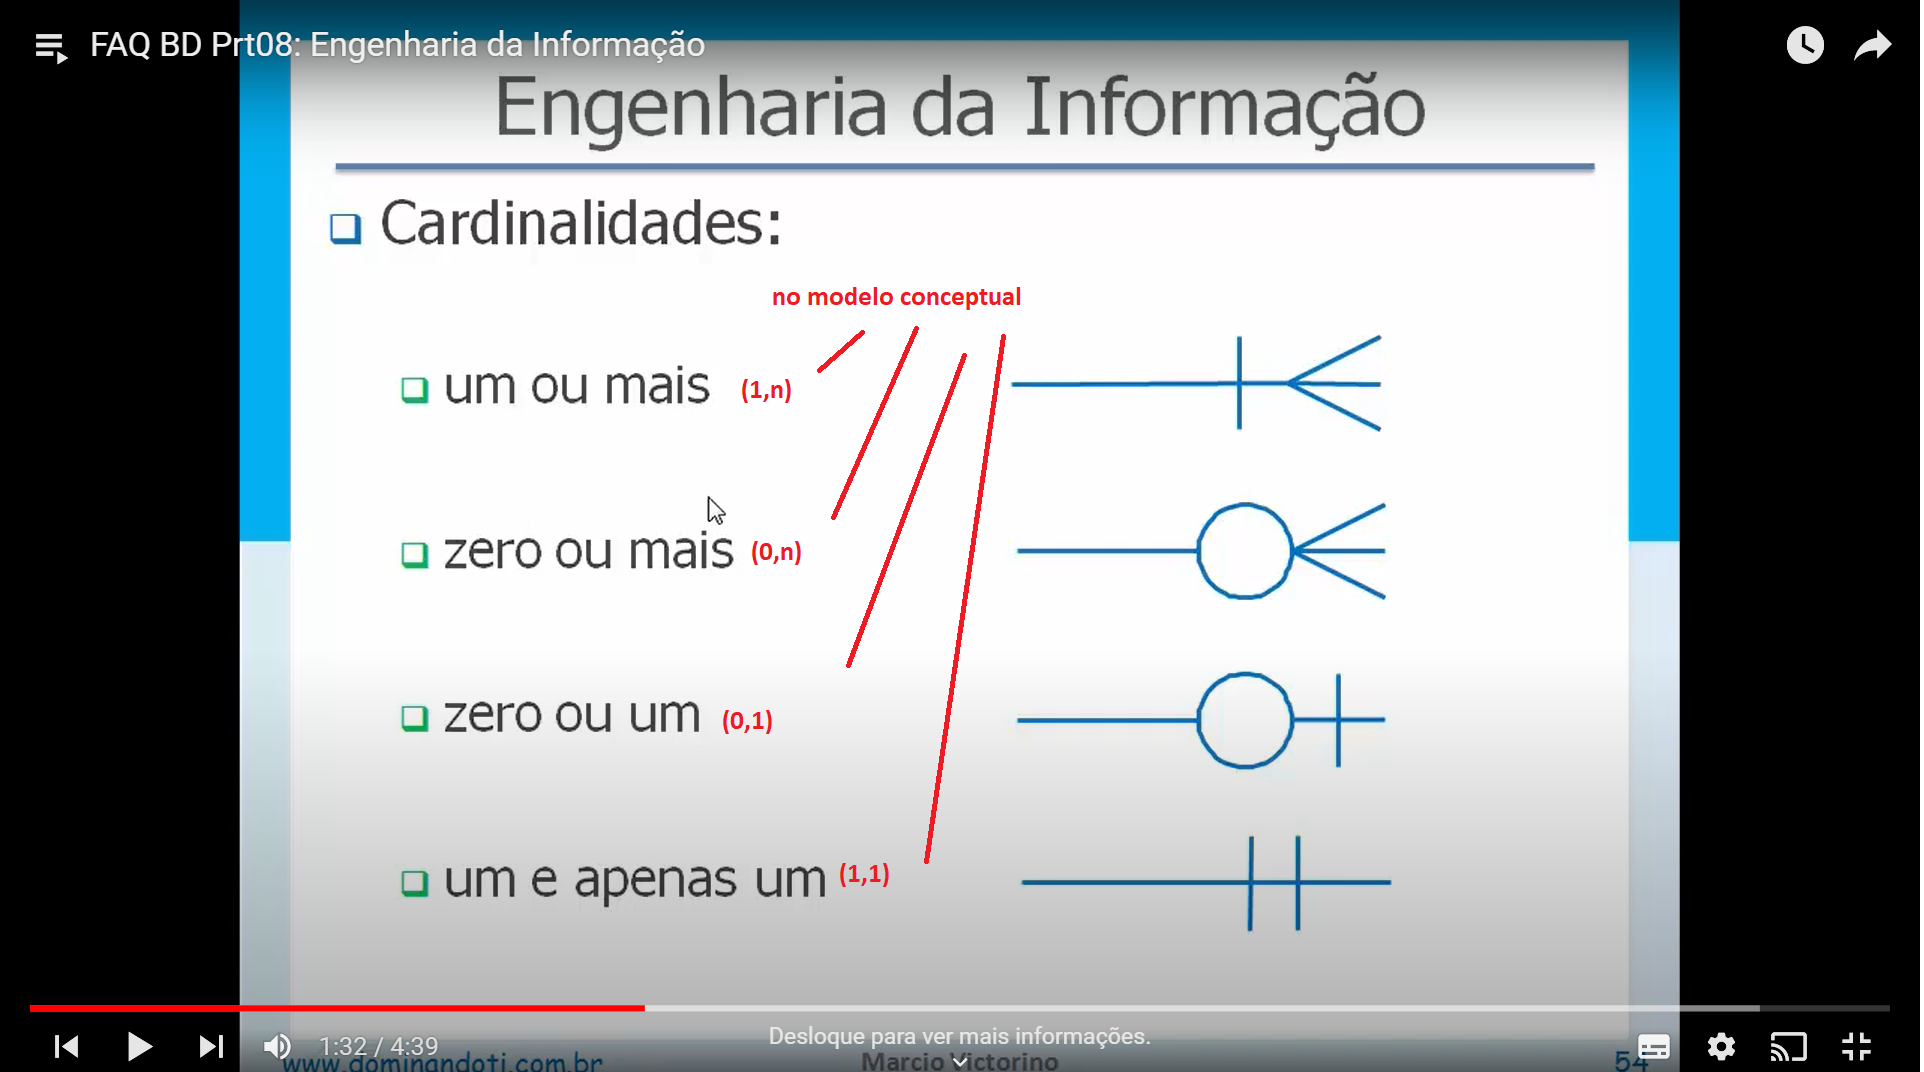 FAQ BD Prt08: Engenharia da Informação
Engenharia da Informação
Cardinalidades:
no modelo conceptual
um ou mais (1,n)
zero ou mais (0,n)
zero ou um (0,1)
um e apenas um (1,1)
Desloque para ver mais informações.
1:32 / 4:39
www.dominandoti.com.br
Marcio Victorino
54